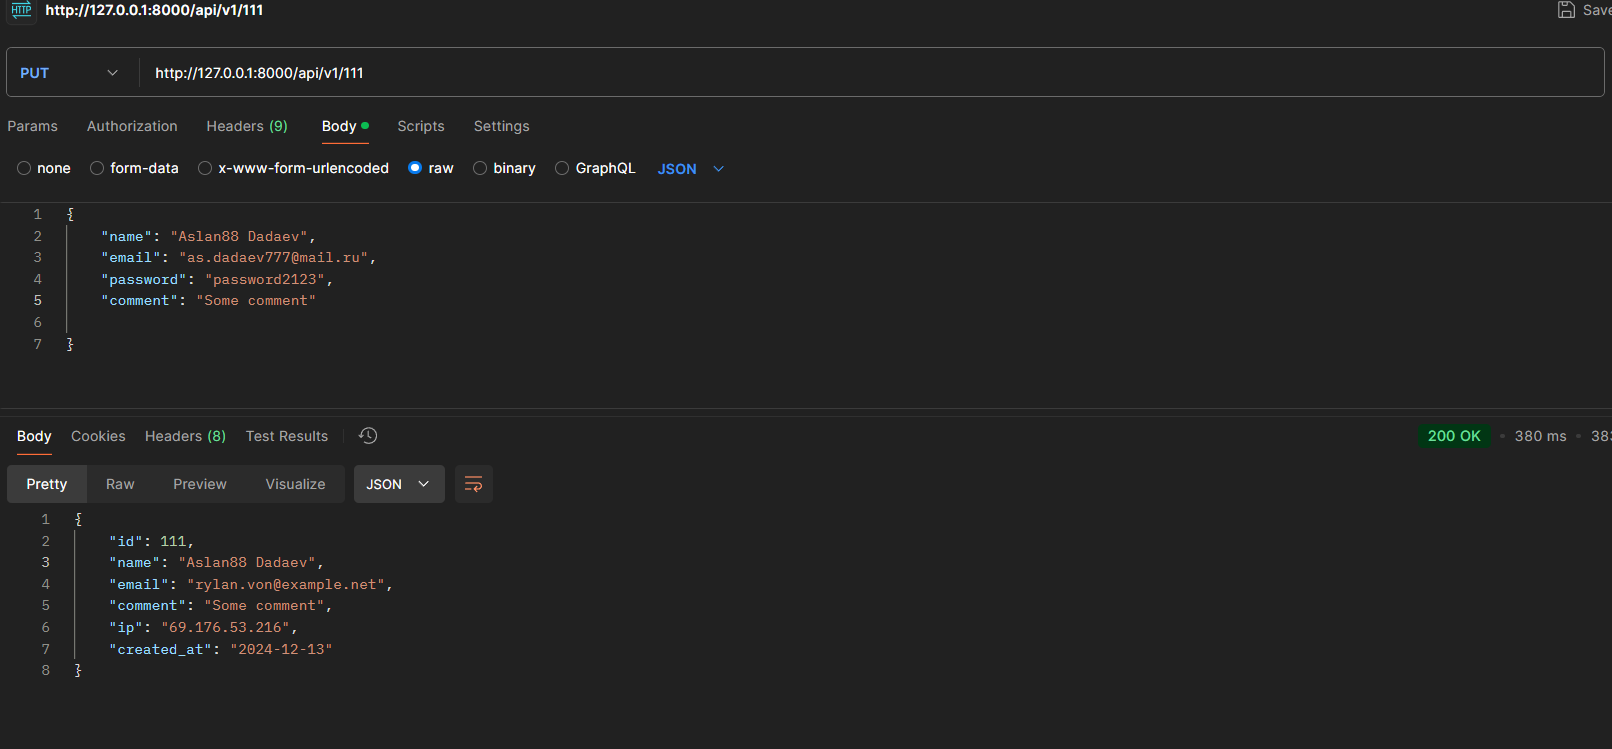 HTTP http://127.0.0.1:8000/api/v1/111 Save
PUT http://127.0.0.1:8000/api/v1/111
Params Authorization Headers (9) Body Scripts Settings
none form-data x-www-form-urlencoded raw binary GraphQL JSON
1 {
2 "name": "Aslan88 Dadaev",
3 "email": "as.dadaev777@mail.ru",
4 "password": "password2123",
5 "comment": "Some comment"
6
7 }
Body Cookies Headers (8) Test Results 200 OK 380 ms 383
Pretty Raw Preview Visualize JSON
1 {
2 "id": 111,
3 "name": "Aslan88 Dadaev",
4 "email": "rylan.von@example.net",
5 "comment": "Some comment",
6 "ip": "69.176.53.216",
7 "created_at": "2024-12-13"
8 }